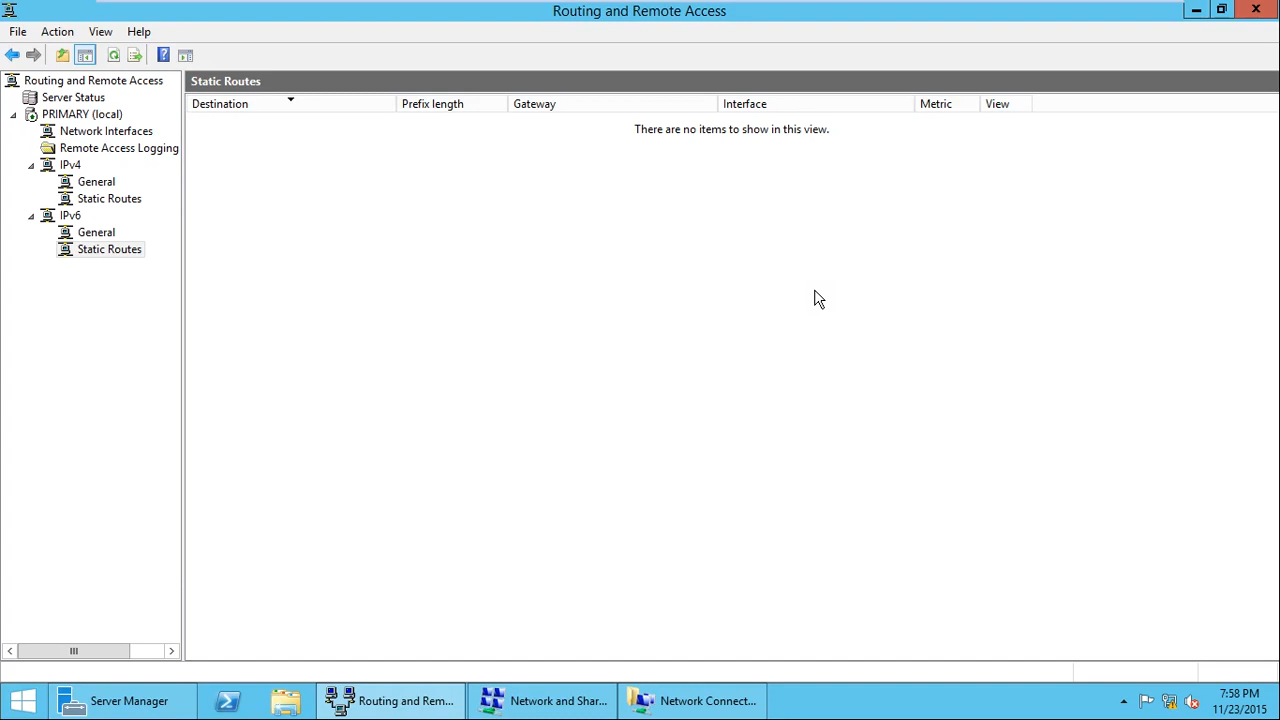 Routing and Remote Access
File Action View Help
Routing and Remote Access
Server Status
PRIMARY (local)
Network Interfaces
Remote Access Logging
IPv4
General
Static Routes
IPv6
General
Static Routes
Static Routes
Destination Prefix length Gateway Interface Metric View
There are no items to show in this view.
Server Manager
Routing and Rem...
Network and Shar...
Network Connect...
7:58 PM
11/23/2015